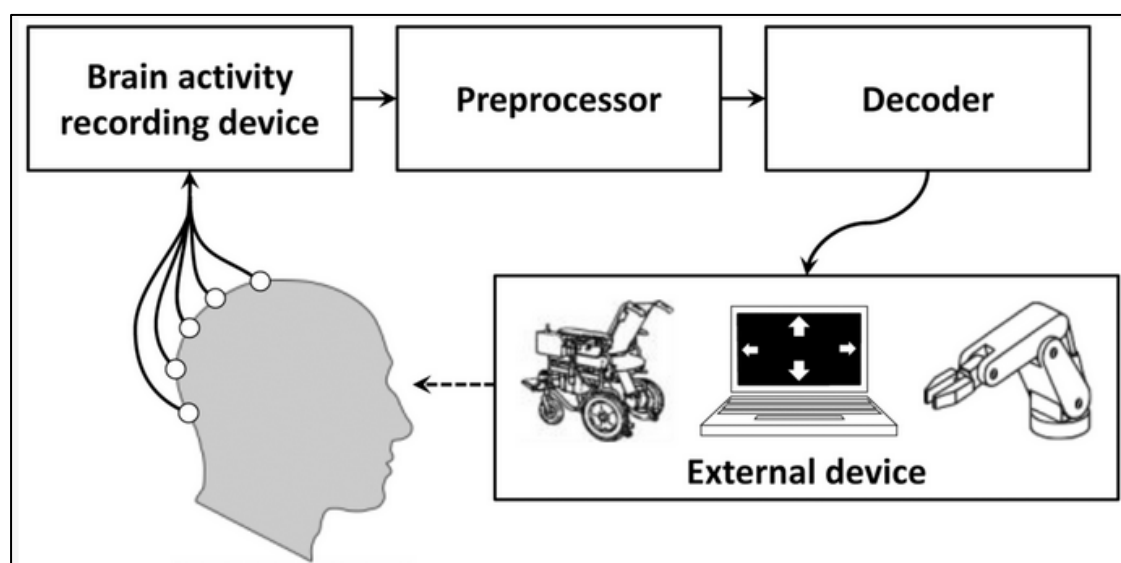 Brain activity
recording device
Preprocessor
Decoder
External device